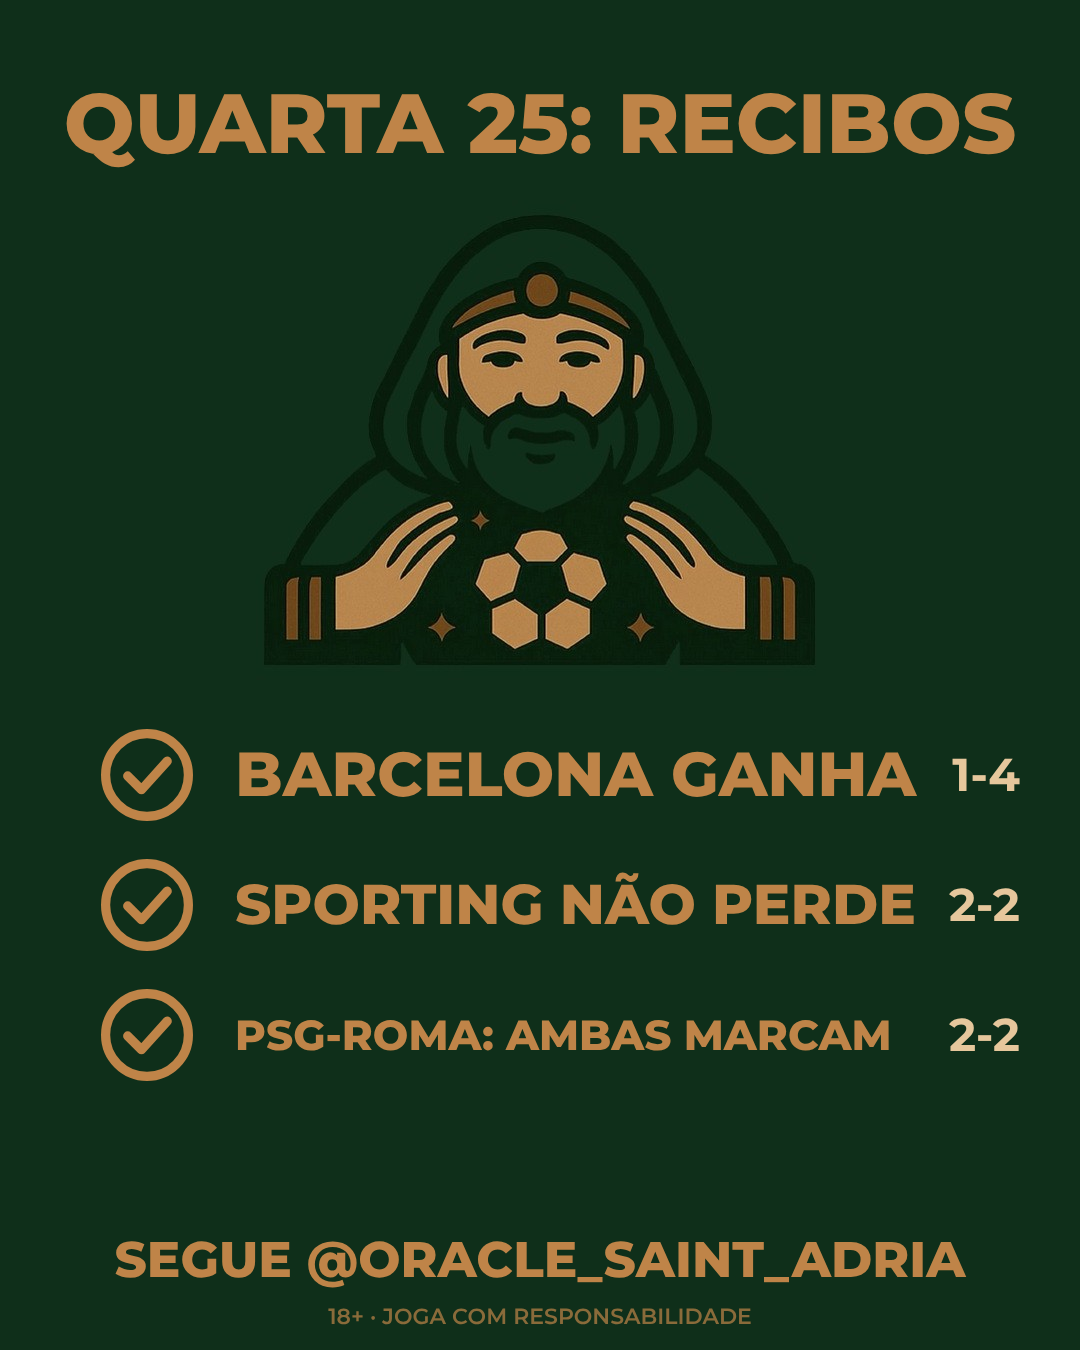 QUARTA 25: RECIBOS
BARCELONA GANHA 1-4
SPORTING NÃO PERDE 2-2
PSG-ROMA: AMBAS MARCAM 2-2
SEGUE @ORACLE_SAINT_ADRIA
18+ · JOGA COM RESPONSABILIDADE